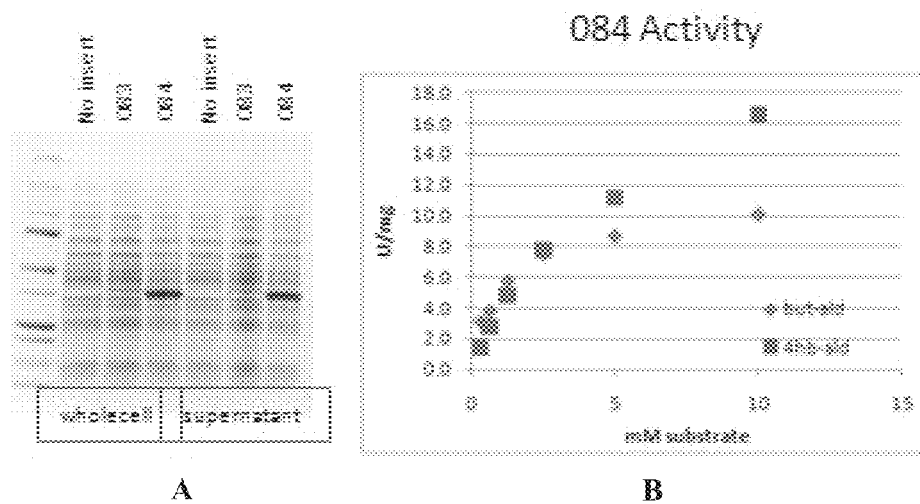 No insert
083
084
No insert
083
084
wholecell
supernatant
A
084 Activity
U/mg
18.0
16.0
14.0
12.0
10.0
8.0
6.0
4.0
2.0
0.0
but-ald
4hb-ald
0
5
10
15
mM substrate
B